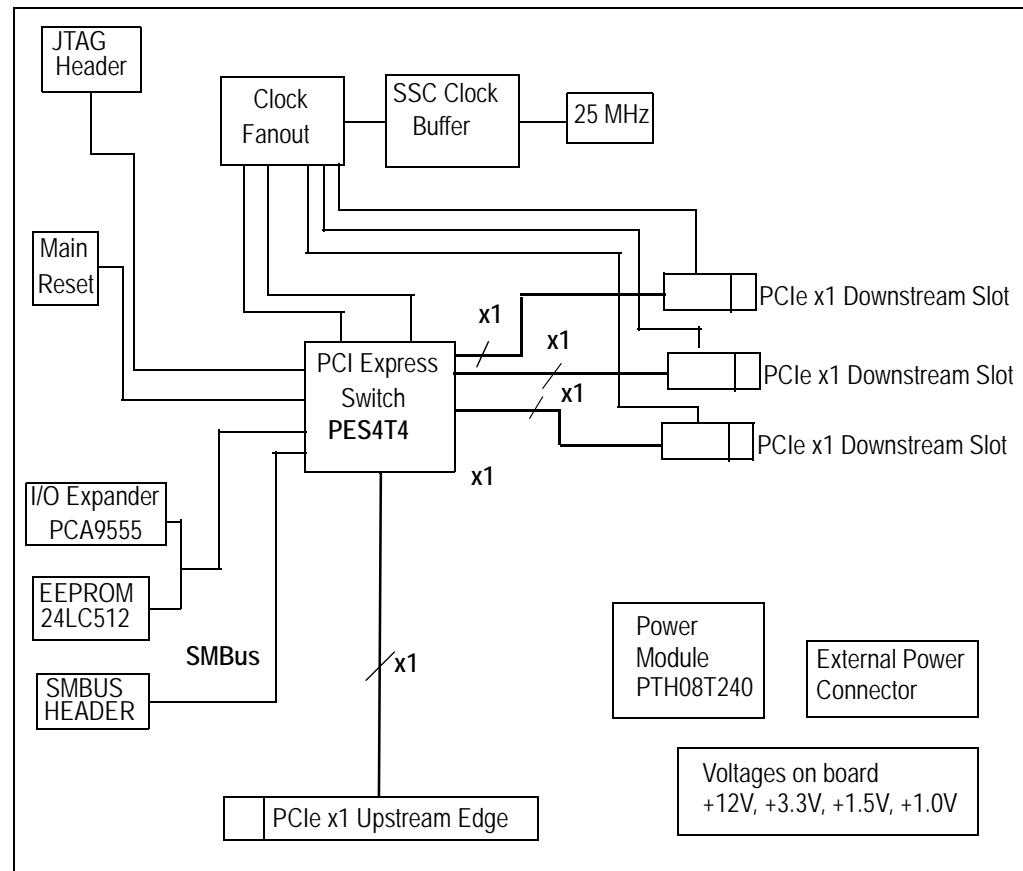 JTAG
Header
Clock
Fanout
SSC Clock
Buffer
25 MHz
Main
Reset
PCIe x1 Downstream Slot
x1
x1
PCI Express
Switch
PES4T4
PCIe x1 Downstream Slot
x1
PCIe x1 Downstream Slot
x1
I/O Expander
PCA9555
EEPROM
24LC512
SMBus
x1
SMBUS
HEADER
Power
Module
PTH08T240
External Power
Connector
Voltages on board
+12V, +3.3V, +1.5V, +1.0V
PCIe x1 Upstream Edge